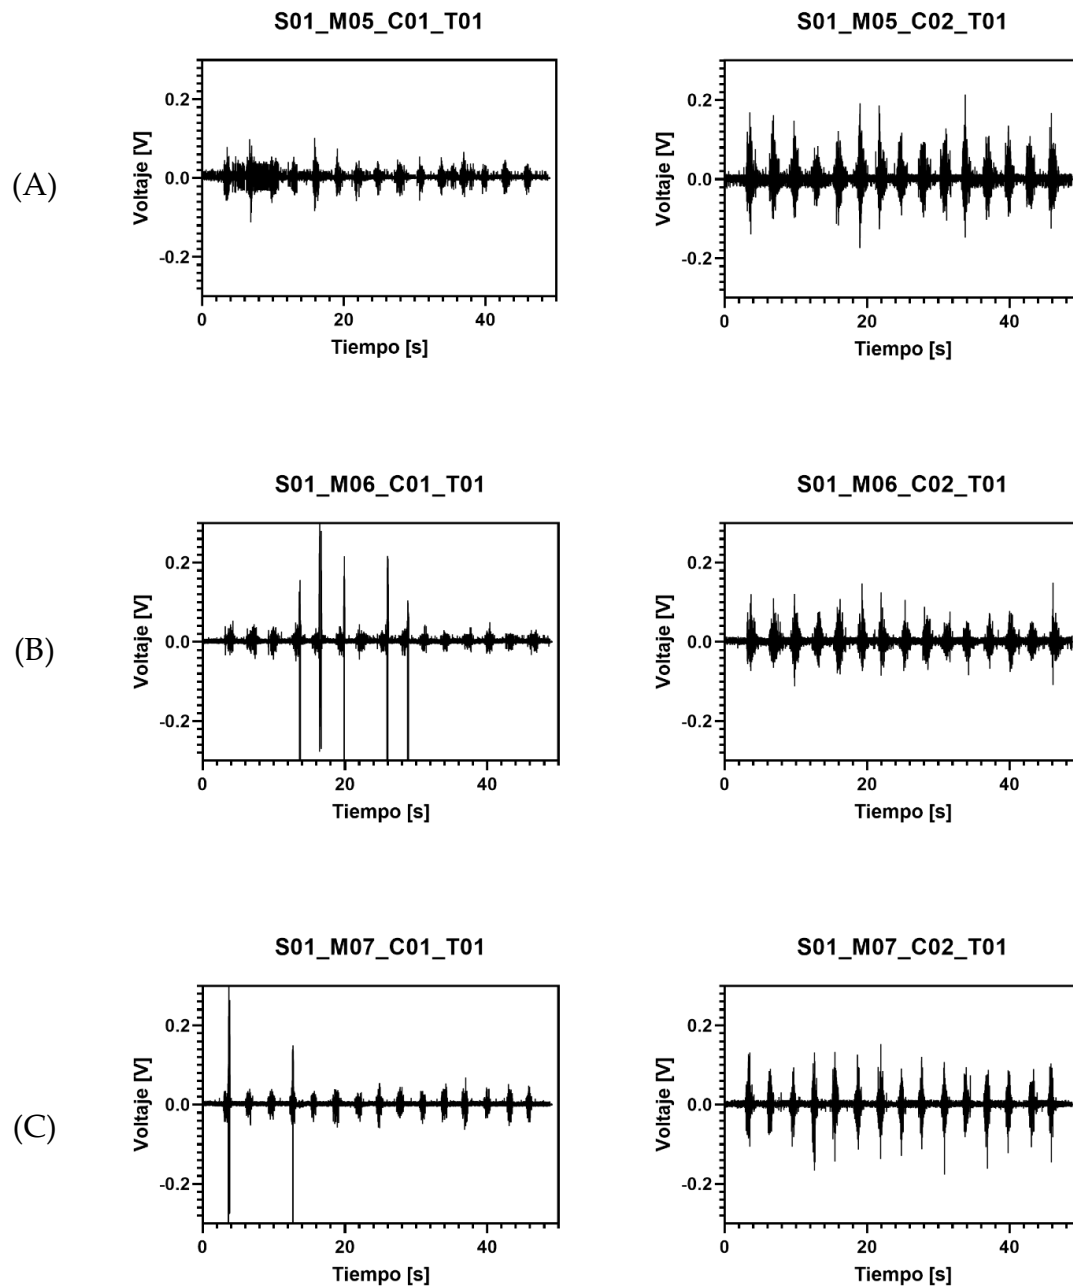 S01_M05_C01_T01
S01_M05_C02_T01
(A)
Voltaje [V]
0.2
0.0
-0.2
0
20
40
Tiempo [s]
Voltaje [V]
0.2
0.0
-0.2
0
20
40
Tiempo [s]
S01_M06_C01_T01
S01_M06_C02_T01
(B)
Voltaje [V]
0.2
0.0
-0.2
0
20
40
Tiempo [s]
Voltaje [V]
0.2
0.0
-0.2
0
20
40
Tiempo [s]
S01_M07_C01_T01
S01_M07_C02_T01
(C)
Voltaje [V]
0.2
0.0
-0.2
0
20
40
Tiempo [s]
Voltaje [V]
0.2
0.0
-0.2
0
20
40
Tiempo [s]